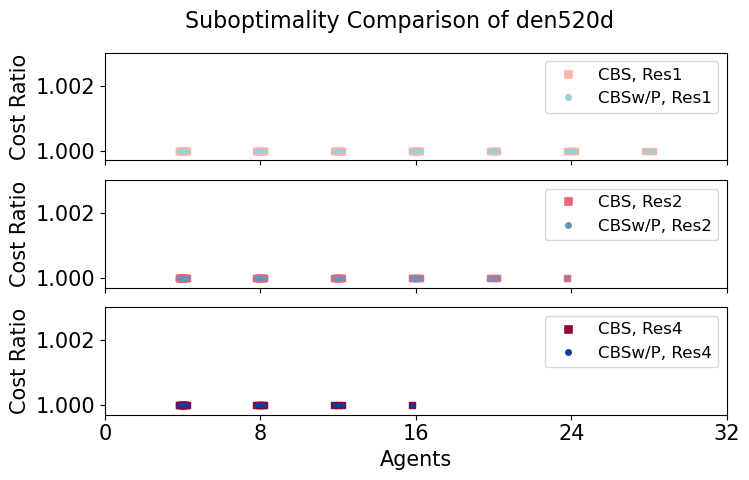 Suboptimality Comparison of den520d
Cost Ratio
1.002
1.000
CBS, Res1
CBSw/P, Res1
Cost Ratio
1.002
1.000
CBS, Res2
CBSw/P, Res2
Cost Ratio
1.002
1.000
CBS, Res4
CBSw/P, Res4
0 8 16 24 32
Agents